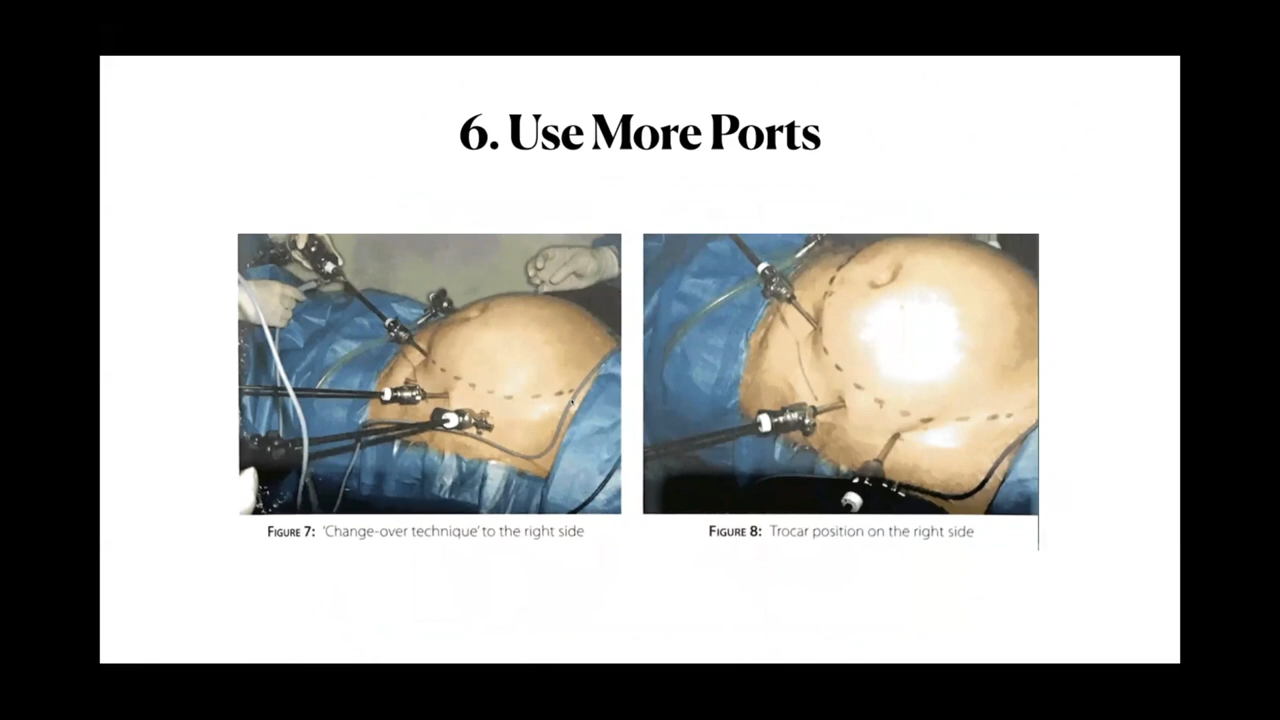 6. Use More Ports
FIGURE 7: 'Change-over technique' to the right side
FIGURE 8: Trocar position on the right side